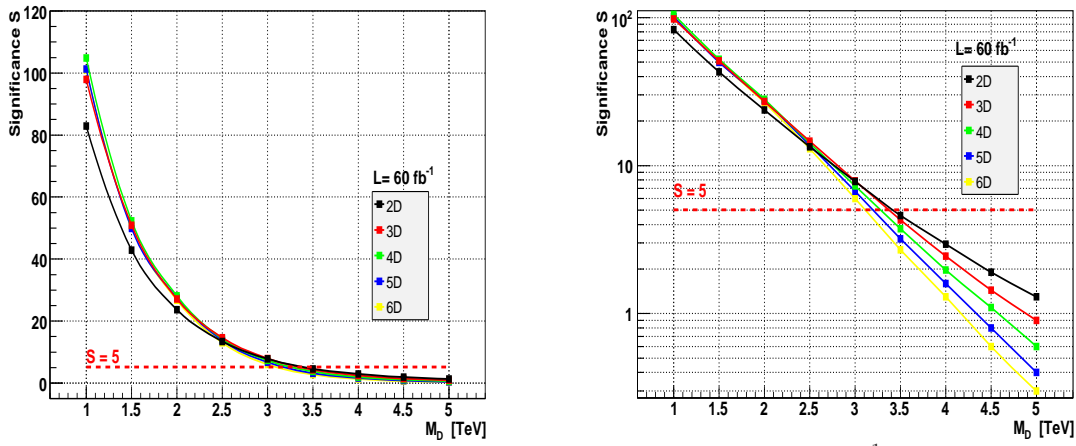 Significance S
120
100
80
60
40
20
0
L= 60 fb⁻¹
2D
3D
4D
5D
6D
S = 5
1 1.5 2 2.5 3 3.5 4 4.5 5
M_D [TeV]
Significance S
10²
10
1
L= 60 fb⁻¹
2D
3D
4D
5D
6D
S = 5
1 1.5 2 2.5 3 3.5 4 4.5 5
M_D [TeV]